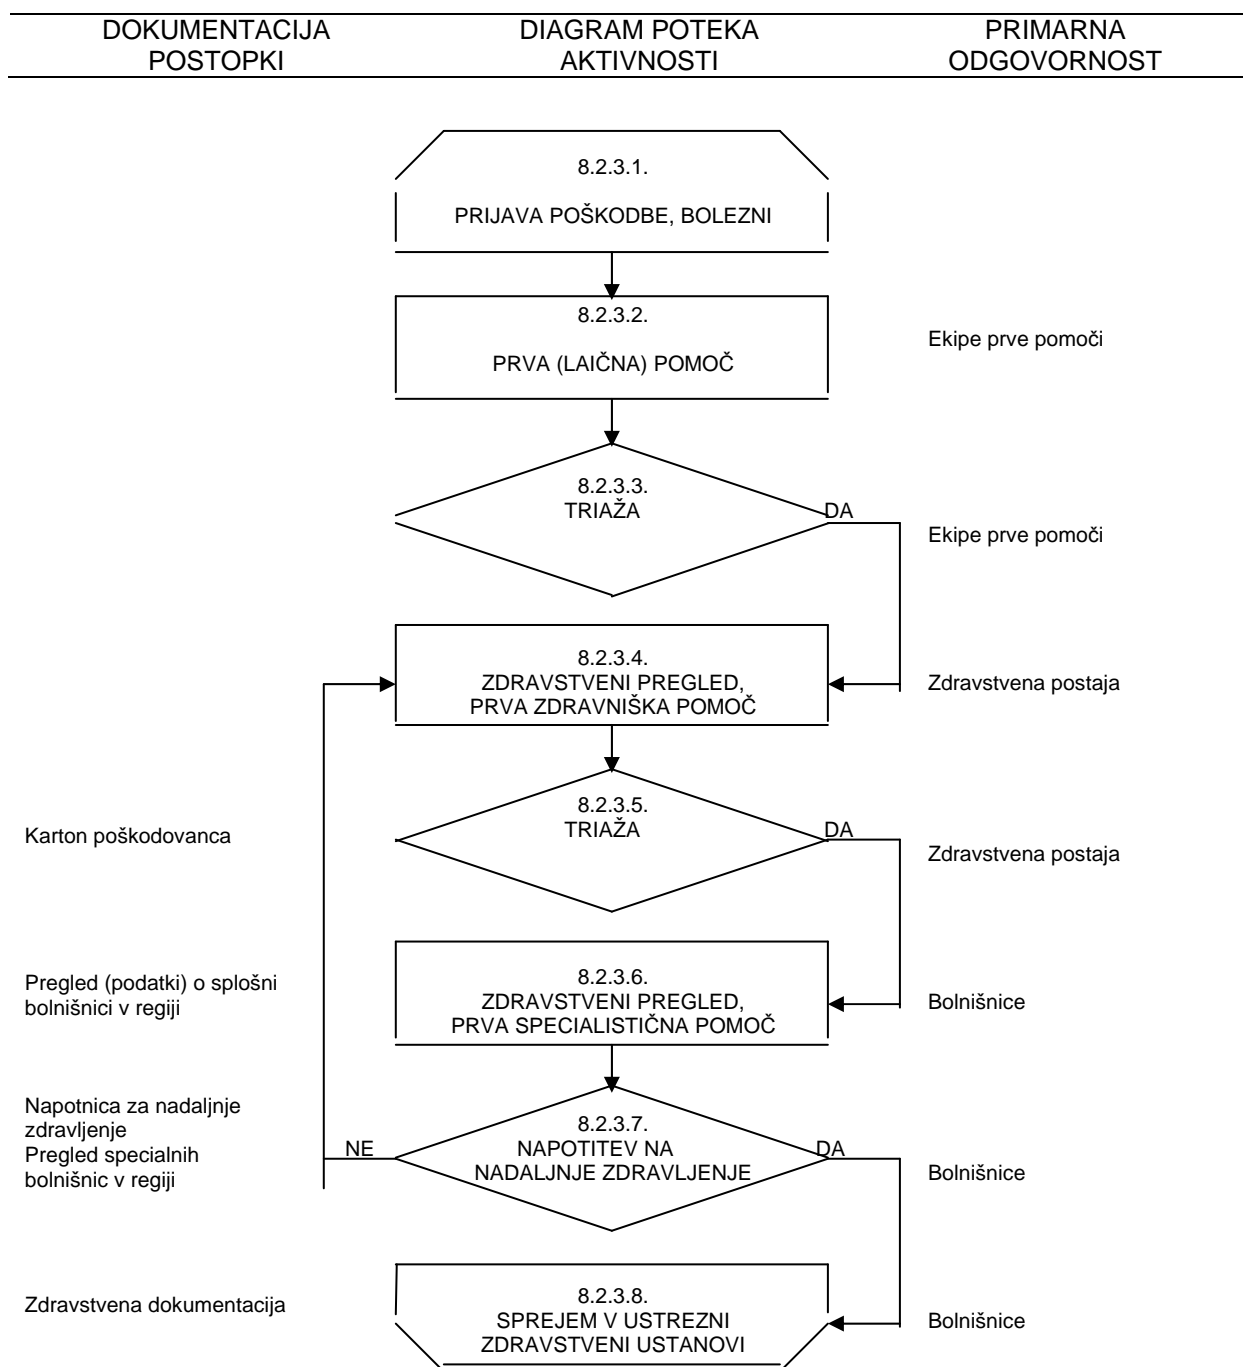 DOKUMENTACIJA
POSTOPKI
DIAGRAM POTEKA
AKTIVNOSTI
PRIMARNA
ODGOVORNOST
8.2.3.1.
PRIJAVA POŠKODBE, BOLEZNI
8.2.3.2.
PRVA (LAIČNA) POMOČ
Ekipe prve pomoči
8.2.3.3.
TRIAŽA
DA
Ekipe prve pomoči
8.2.3.4.
ZDRAVSTVENI PREGLED,
PRVA ZDRAVNIŠKA POMOČ
Zdravstvena postaja
Karton poškodovanca
8.2.3.5.
TRIAŽA
DA
Zdravstvena postaja
Pregled (podatki) o splošni
bolnišnici v regiji
8.2.3.6.
ZDRAVSTVENI PREGLED,
PRVA SPECIALISTIČNA POMOČ
Bolnišnice
Napotnica za nadaljnje
zdravljenje
Pregled specialnih
bolnišnic v regiji
NE
8.2.3.7.
NAPOTITEV NA
NADALJNJE ZDRAVLJENJE
DA
Bolnišnice
Zdravstvena dokumentacija
8.2.3.8.
SPREJEM V USTREZNI
ZDRAVSTVENI USTANOVI
Bolnišnice